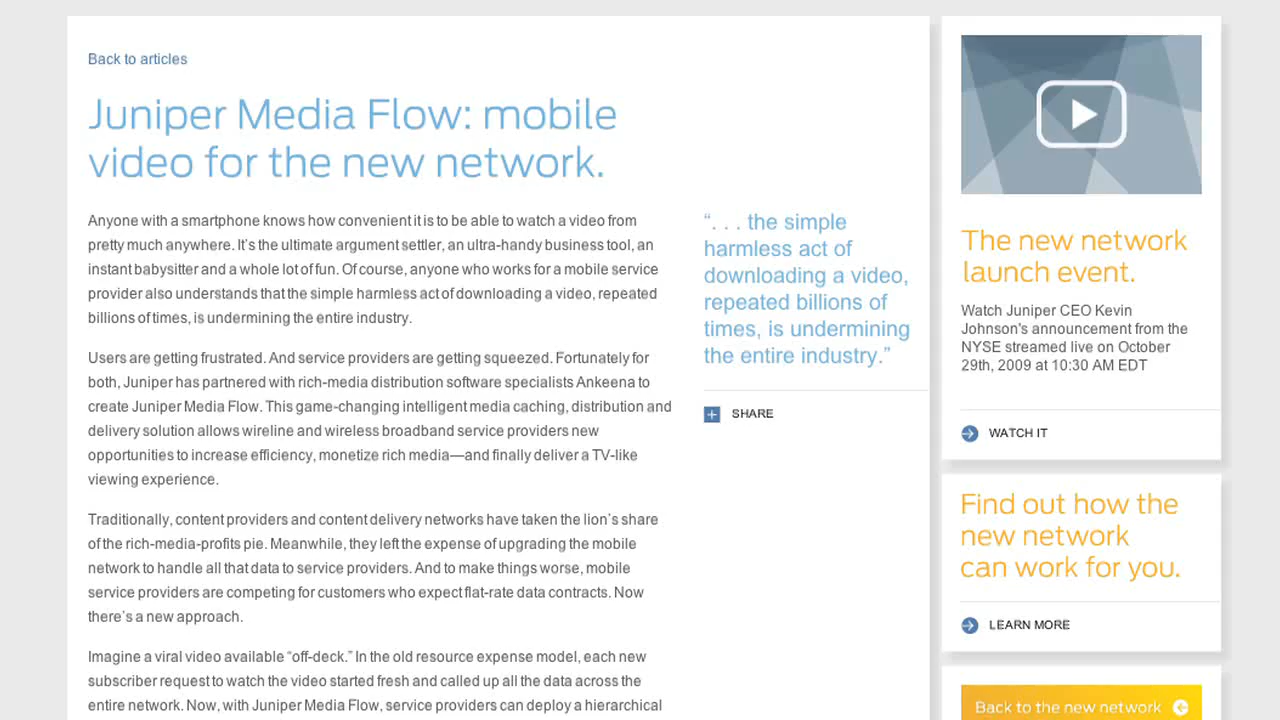 Back to articles
Juniper Media Flow: mobile
video for the new network.
Anyone with a smartphone knows how convenient it is to be able to watch a video from
pretty much anywhere. It's the ultimate argument settler, an ultra-handy business tool, an
instant babysitter and a whole lot of fun. Of course, anyone who works for a mobile service
provider also understands that the simple harmless act of downloading a video, repeated
billions of times, is undermining the entire industry.
Users are getting frustrated. And service providers are getting squeezed. Fortunately for
both, Juniper has partnered with rich-media distribution software specialists Ankeena to
create Juniper Media Flow. This game-changing intelligent media caching, distribution and
delivery solution allows wireline and wireless broadband service providers new
opportunities to increase efficiency, monetize rich media—and finally deliver a TV-like
viewing experience.
Traditionally, content providers and content delivery networks have taken the lion's share
of the rich-media-profits pie. Meanwhile, they left the expense of upgrading the mobile
network to handle all that data to service providers. And to make things worse, mobile
service providers are competing for customers who expect flat-rate data contracts. Now
there's a new approach.
Imagine a viral video available “off-deck.” In the old resource expense model, each new
subscriber request to watch the video started fresh and called up all the data across the
entire network. Now, with Juniper Media Flow, service providers can deploy a hierarchical
“. . . the simple
harmless act of
downloading a video,
repeated billions of
times, is undermining
the entire industry.”
SHARE
The new network
launch event.
Watch Juniper CEO Kevin
Johnson's announcement from the
NYSE streamed live on October
29th, 2009 at 10:30 AM EDT
WATCH IT
Find out how the
new network
can work for you.
LEARN MORE
Back to the new network